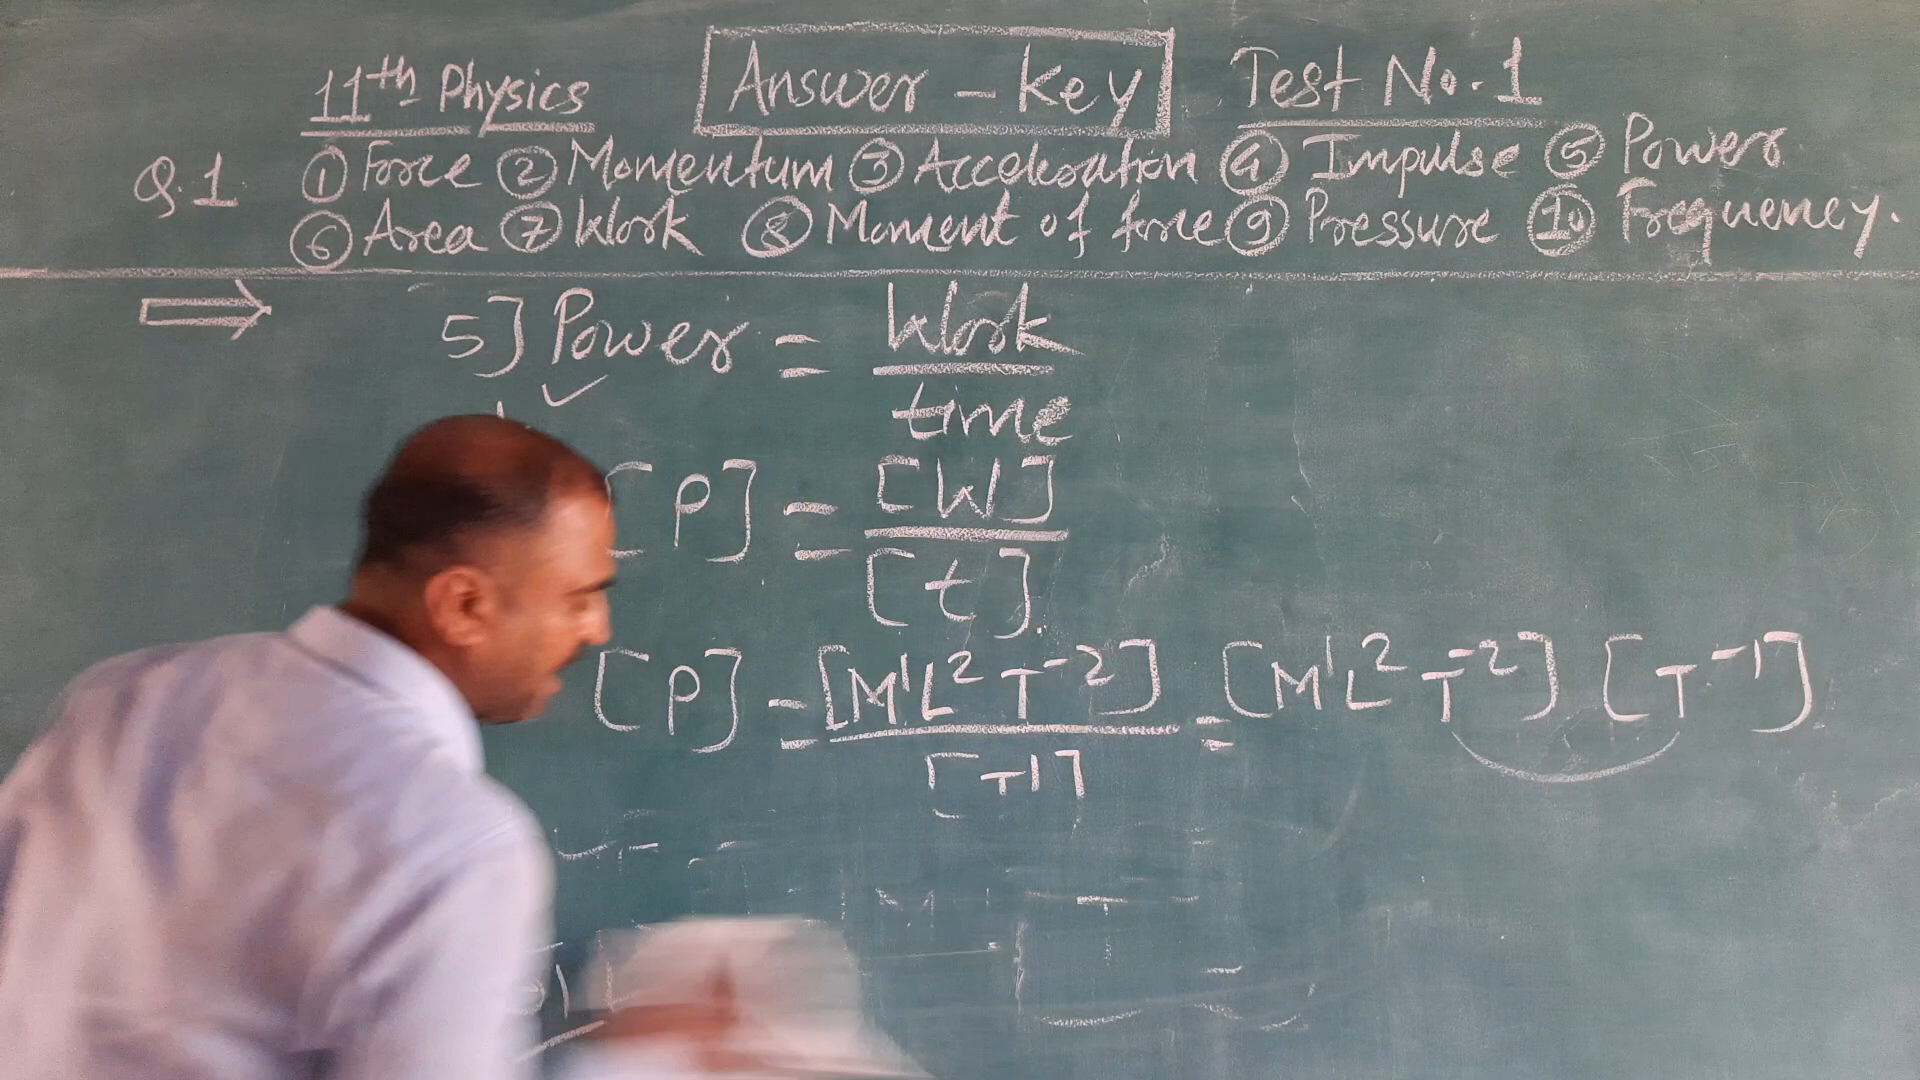 11th Physics Answer - Key Test No. 1
Q.1 ① Force ② Momentum ③ Acceleration ④ Impulse ⑤ Power
⑥ Area ⑦ Work ⑧ Moment of force ⑨ Pressure ⑩ Frequency.
⇒ 5] Power = Work
time
[P] = [W]
[t].
[P] = [M¹L²T⁻²] = [M¹L²T⁻²] [T⁻¹]
[T¹]